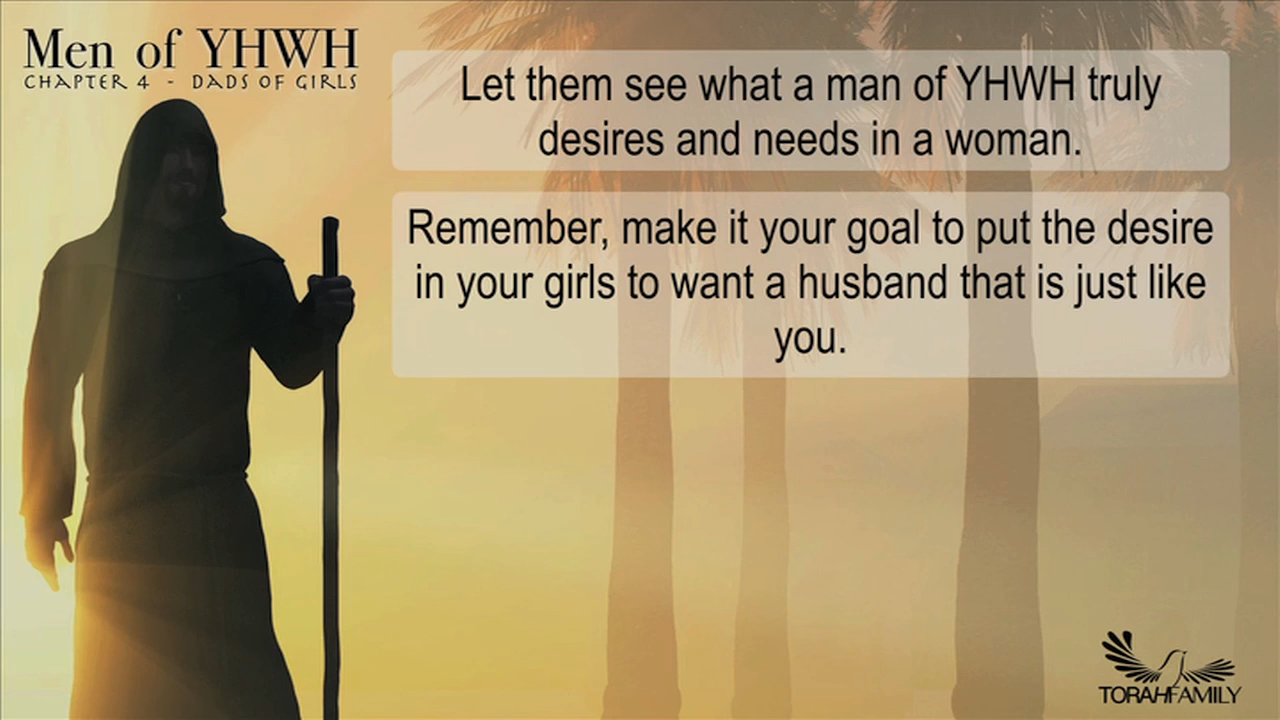 Men of YHWH
CHAPTER 4 - DADS OF GIRLS
Let them see what a man of YHWH truly
desires and needs in a woman.
Remember, make it your goal to put the desire
in your girls to want a husband that is just like
you.
TORAHFAMILY